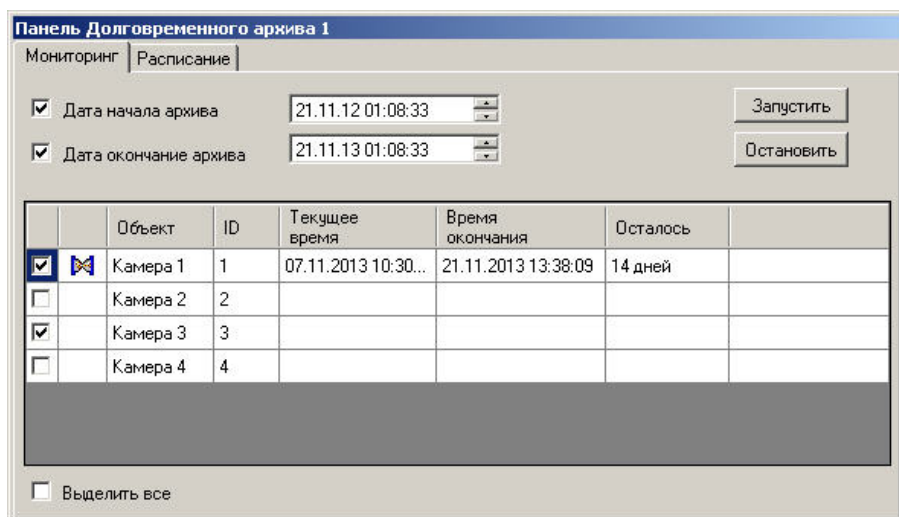 Панель Долговременного архива 1
Мониторинг Расписание
Дата начала архива 21.11.12 01:08:33 Запустить
Дата окончание архива 21.11.13 01:08:33 Остановить
Объект ID Текущее время Время окончания Осталось
Камера 1 1 07.11.2013 10:30... 21.11.2013 13:38:09 14 дней
Камера 2 2
Камера 3 3
Камера 4 4
Выделить все